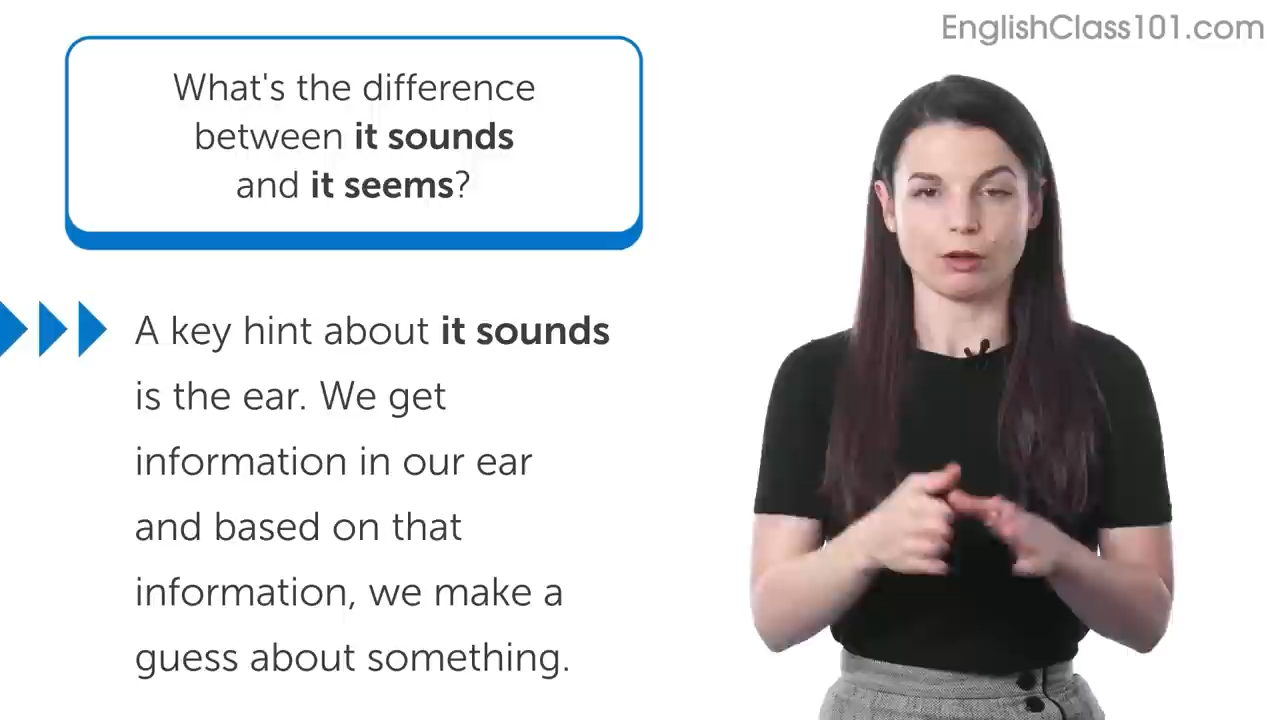 EnglishClass101.com
What's the difference
between it sounds
and it seems?
A key hint about it sounds
is the ear. We get
information in our ear
and based on that
information, we make a
guess about something.